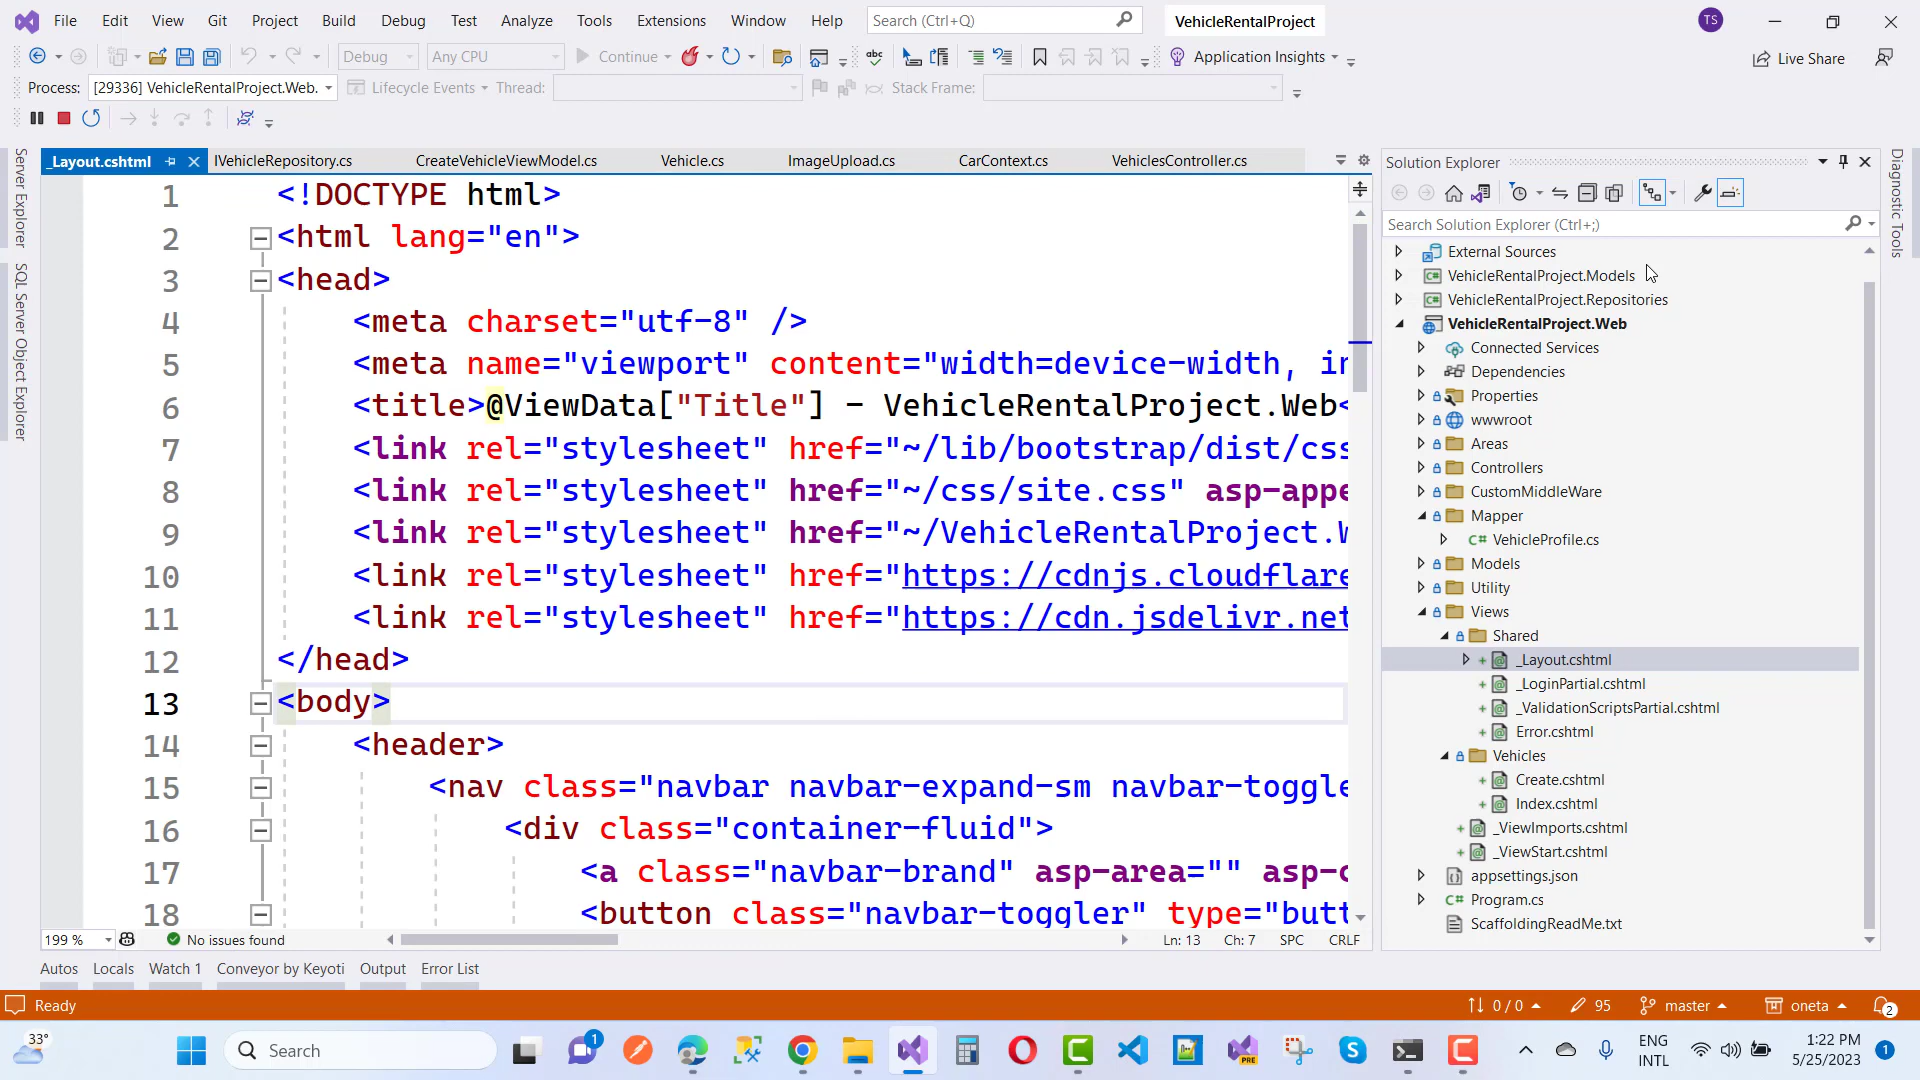 File Edit View Git Project Build Debug Test Analyze Tools Extensions Window Help Search (Ctrl+Q) VehicleRentalProject TS
Debug Any CPU Continue Application Insights Live Share
Process: [29336] VehicleRentalProject.Web. Lifecycle Events Thread: Stack Frame:
_Layout.cshtml IVehicleRepository.cs CreateVehicleViewModel.cs Vehicle.cs ImageUpload.cs CarContext.cs VehiclesController.cs
Server Explorer
SQL Server Object Explorer
1 <!DOCTYPE html>
2 <html lang="en">
3 <head>
4 <meta charset="utf-8" />
5 <meta name="viewport" content="width=device-width, in
6 <title>@ViewData["Title"] - VehicleRentalProject.Web<
7 <link rel="stylesheet" href="~/lib/bootstrap/dist/css
8 <link rel="stylesheet" href="~/css/site.css" asp-appe
9 <link rel="stylesheet" href="~/VehicleRentalProject.W
10 <link rel="stylesheet" href="https://cdnjs.cloudflare
11 <link rel="stylesheet" href="https://cdn.jsdelivr.net
12 </head>
13 <body>
14 <header>
15 <nav class="navbar navbar-expand-sm navbar-toggle
16 <div class="container-fluid">
17 <a class="navbar-brand" asp-area="" asp-c
18 <button class="navbar-toggler" type="butt
199 % No issues found Ln: 13 Ch: 7 SPC CRLF
Solution Explorer
Search Solution Explorer (Ctrl+;)
External Sources
VehicleRentalProject.Models
VehicleRentalProject.Repositories
VehicleRentalProject.Web
Connected Services
Dependencies
Properties
wwwroot
Areas
Controllers
CustomMiddleWare
Mapper
C# VehicleProfile.cs
Models
Utility
Views
Shared
_Layout.cshtml
_LoginPartial.cshtml
_ValidationScriptsPartial.cshtml
Error.cshtml
Vehicles
Create.cshtml
Index.cshtml
_ViewImports.cshtml
_ViewStart.cshtml
appsettings.json
C# Program.cs
ScaffoldingReadMe.txt
Diagnostic Tools
Autos Locals Watch 1 Conveyor by Keyoti Output Error List
Ready 0 / 0 95 master oneta 2
33° Search 1 PRE ENG INTL 1:22 PM 5/25/2023 1